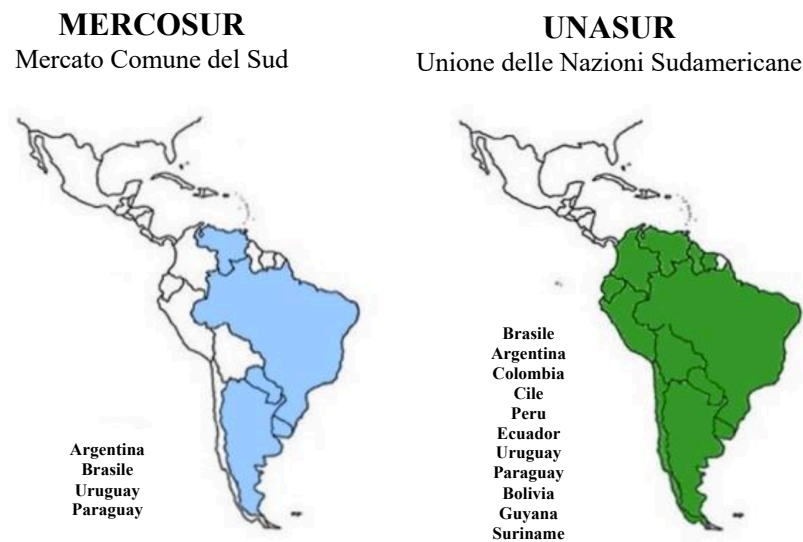 MERCOSUR
Mercato Comune del Sud
Argentina
Brasile
Uruguay
Paraguay
UNASUR
Unione delle Nazioni Sudamericane
Brasile
Argentina
Colombia
Cile
Peru
Ecuador
Uruguay
Paraguay
Bolivia
Guyana
Suriname